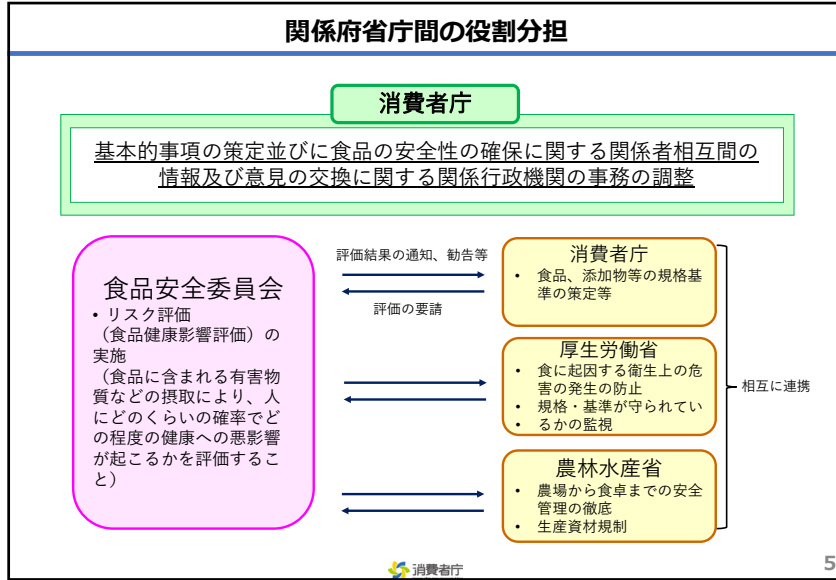 関係府省庁間の役割分担
消費者庁
基本的事項の策定並びに食品の安全性の確保に関する関係者相互間の
情報及び意見の交換に関する関係行政機関の事務の調整
食品安全委員会
• リスク評価
（食品健康影響評価）の
実施
（食品に含まれる有害物
質などの摂取により、人
にどのくらいの確率でど
の程度の健康への悪影響
が起こるかを評価するこ
と）
評価結果の通知、勧告等
評価の要請
消費者庁
• 食品、添加物等の規格基
準の策定等
厚生労働省
• 食に起因する衛生上の危
害の発生の防止
• 規格・基準が守られてい
• るかの監視
農林水産省
• 農場から食卓までの安全
管理の徹底
• 生産資材規制
相互に連携
消費者庁
5